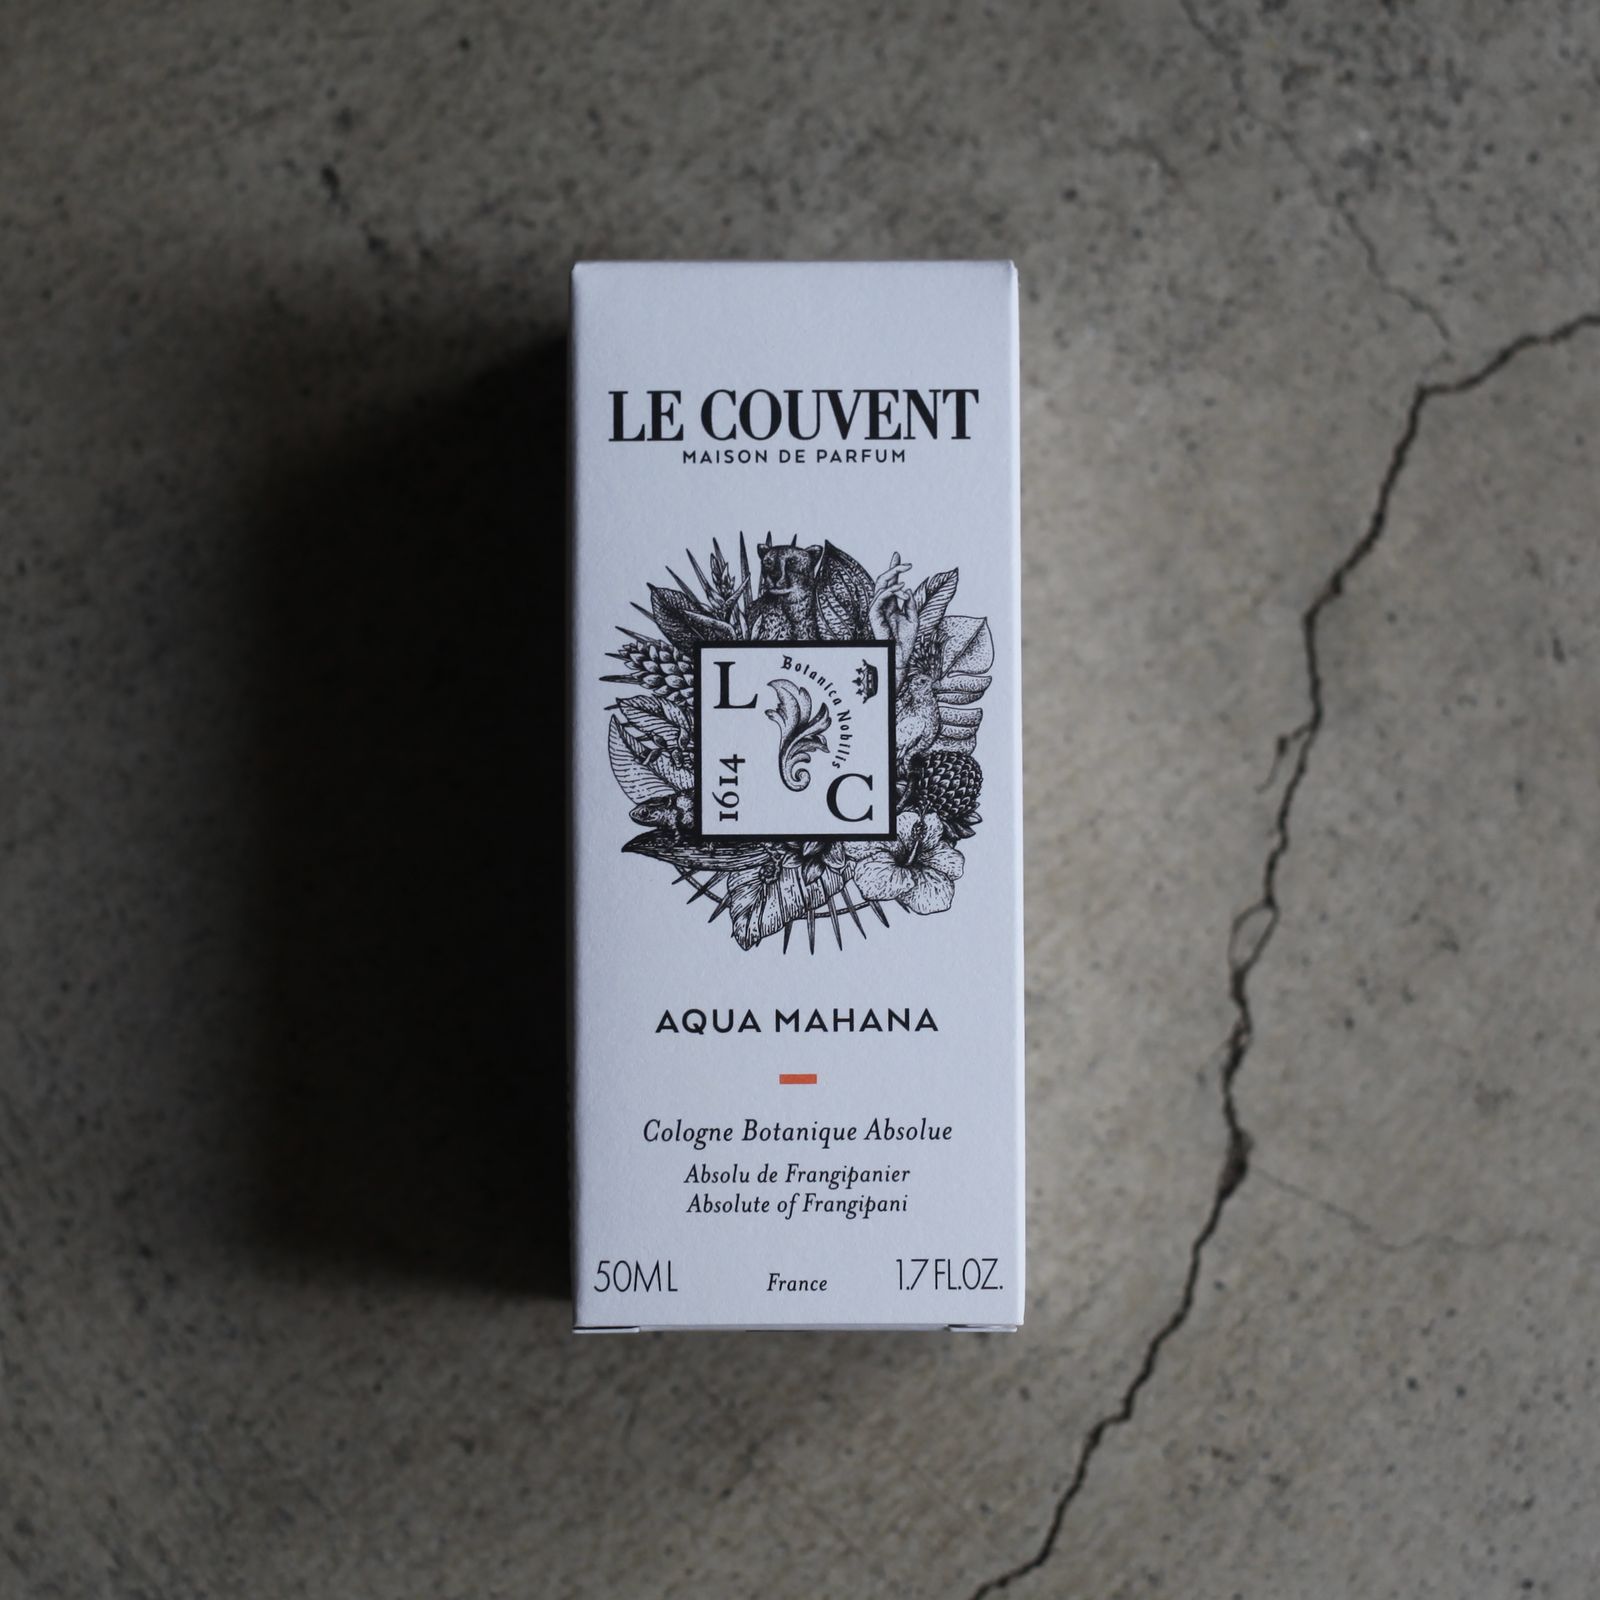 LE COUVENT
MAISON DE PARFUM
L
Botanica Nobilis
1614
C
AQUA MAHANA
Cologne Botanique Absolue
Absolu de Frangipanier
Absolute of Frangipani
50ML France 1.7 FL.OZ.